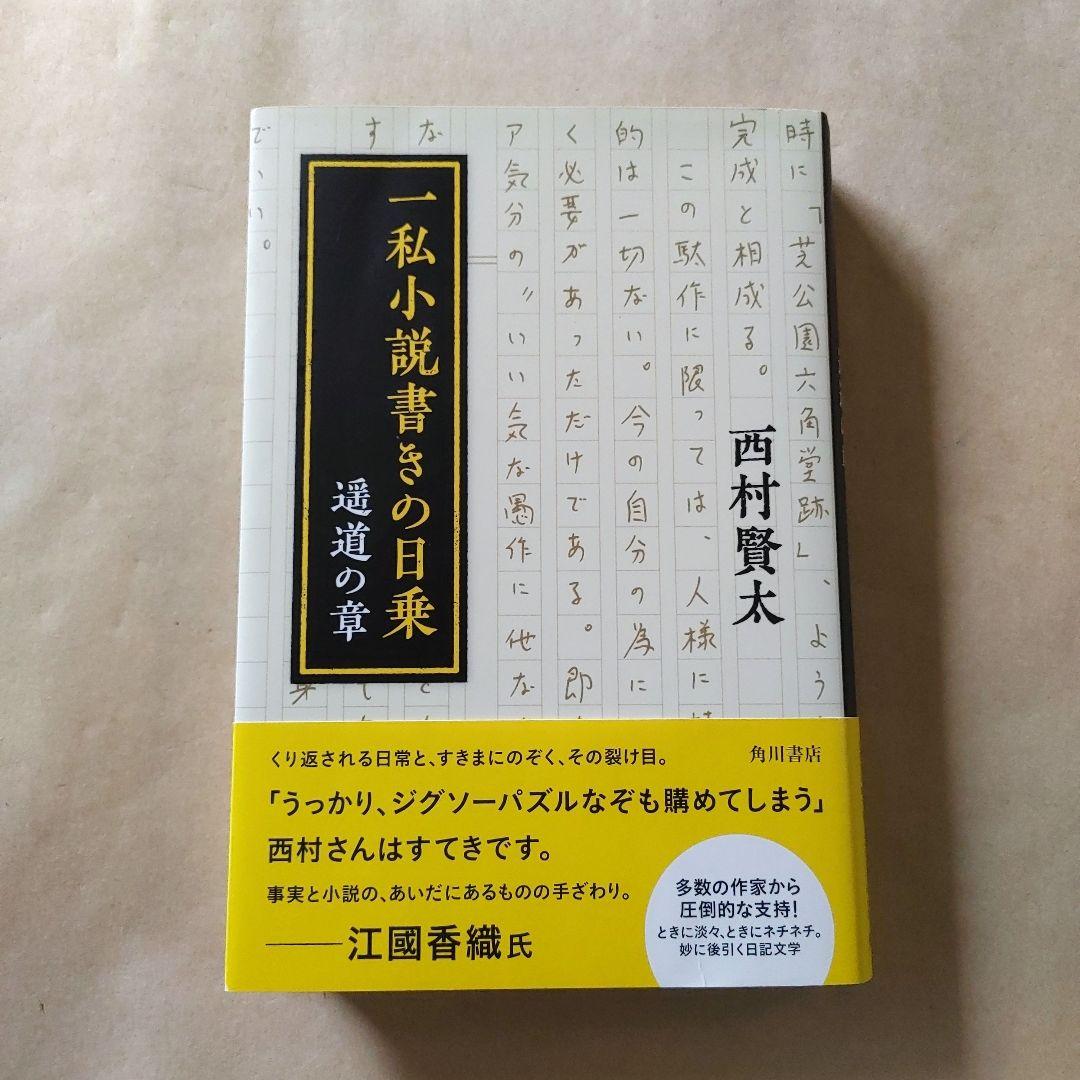 一私小説書きの日乗
遥道の章
西村賢太
時に「芝公園六角堂跡」、よう
完成と相成る。
この駄作に限っては、人様に
的は一切ない。今の自分の為に
く必要があっただけである。即
ア気分の〝いい気な愚作に他な
な
す
でいい。
くり返される日常と、すきまにのぞく、その裂け目。
角川書店
「うっかり、ジグソーパズルなぞも購めてしまう」
西村さんはすてきです。
事実と小説の、あいだにあるものの手ざわり。
——江國香織氏
多数の作家から
圧倒的な支持!
ときに淡々、ときにネチネチ。
妙に後引く日記文学